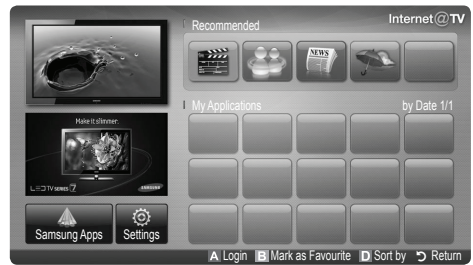 Internet@TV
Recommended
NEWS
My Applications
by Date 1/1
Make it slimmer.
LED TV SERIES 7
SAMSUNG
Samsung Apps
Settings
A Login B Mark as Favourite D Sort by Return